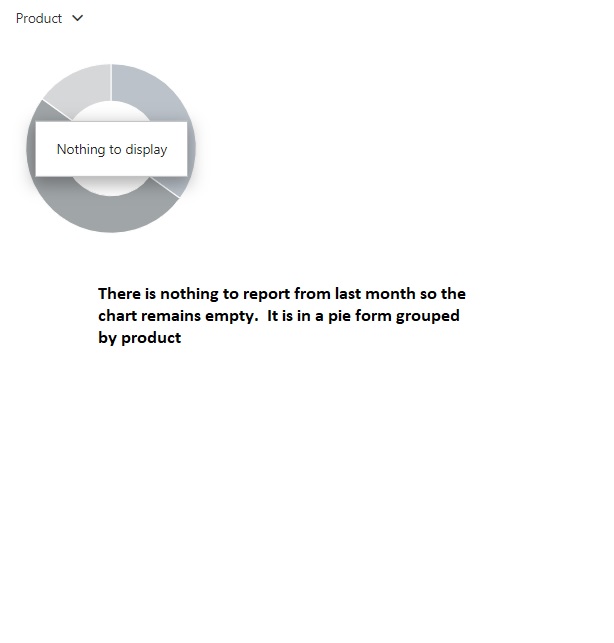 Product
Nothing to display
There is nothing to report from last month so the
chart remains empty.  It is in a pie form grouped
by product